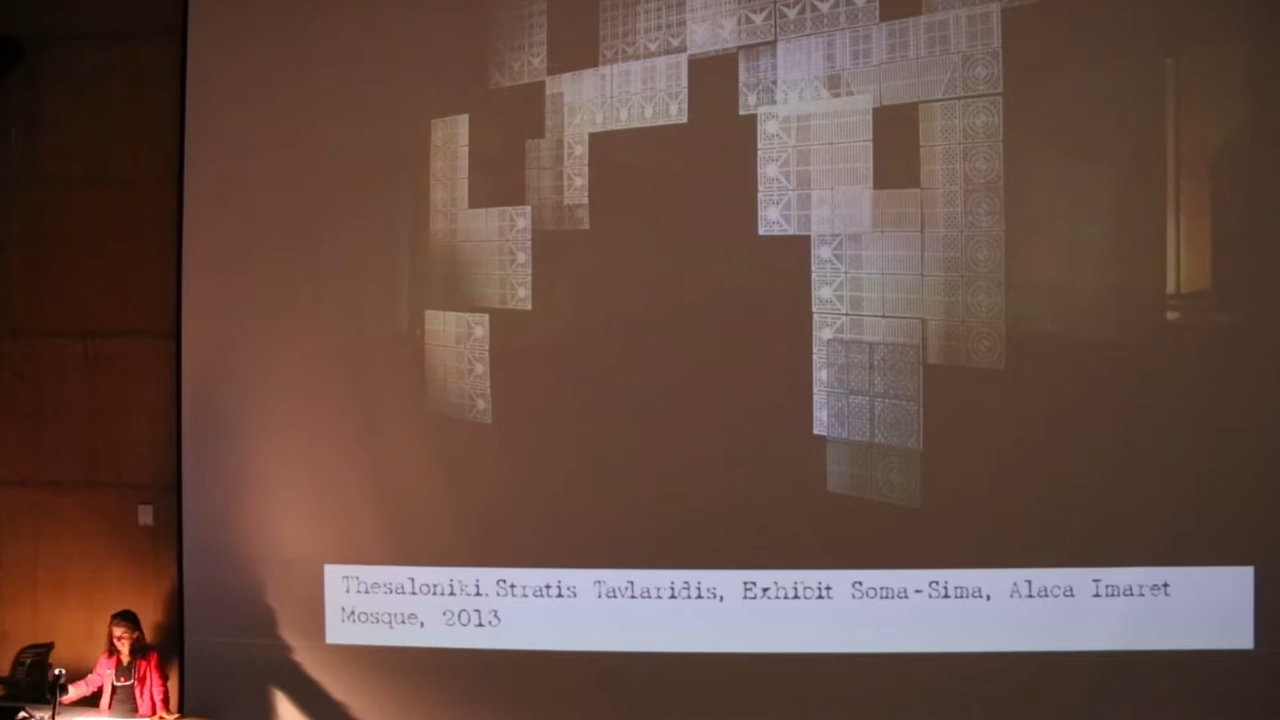 Thesaloniki. Stratis Tavlaridis, Exhibit Soma-Sima, Alaca Imaret
Mosque, 2013